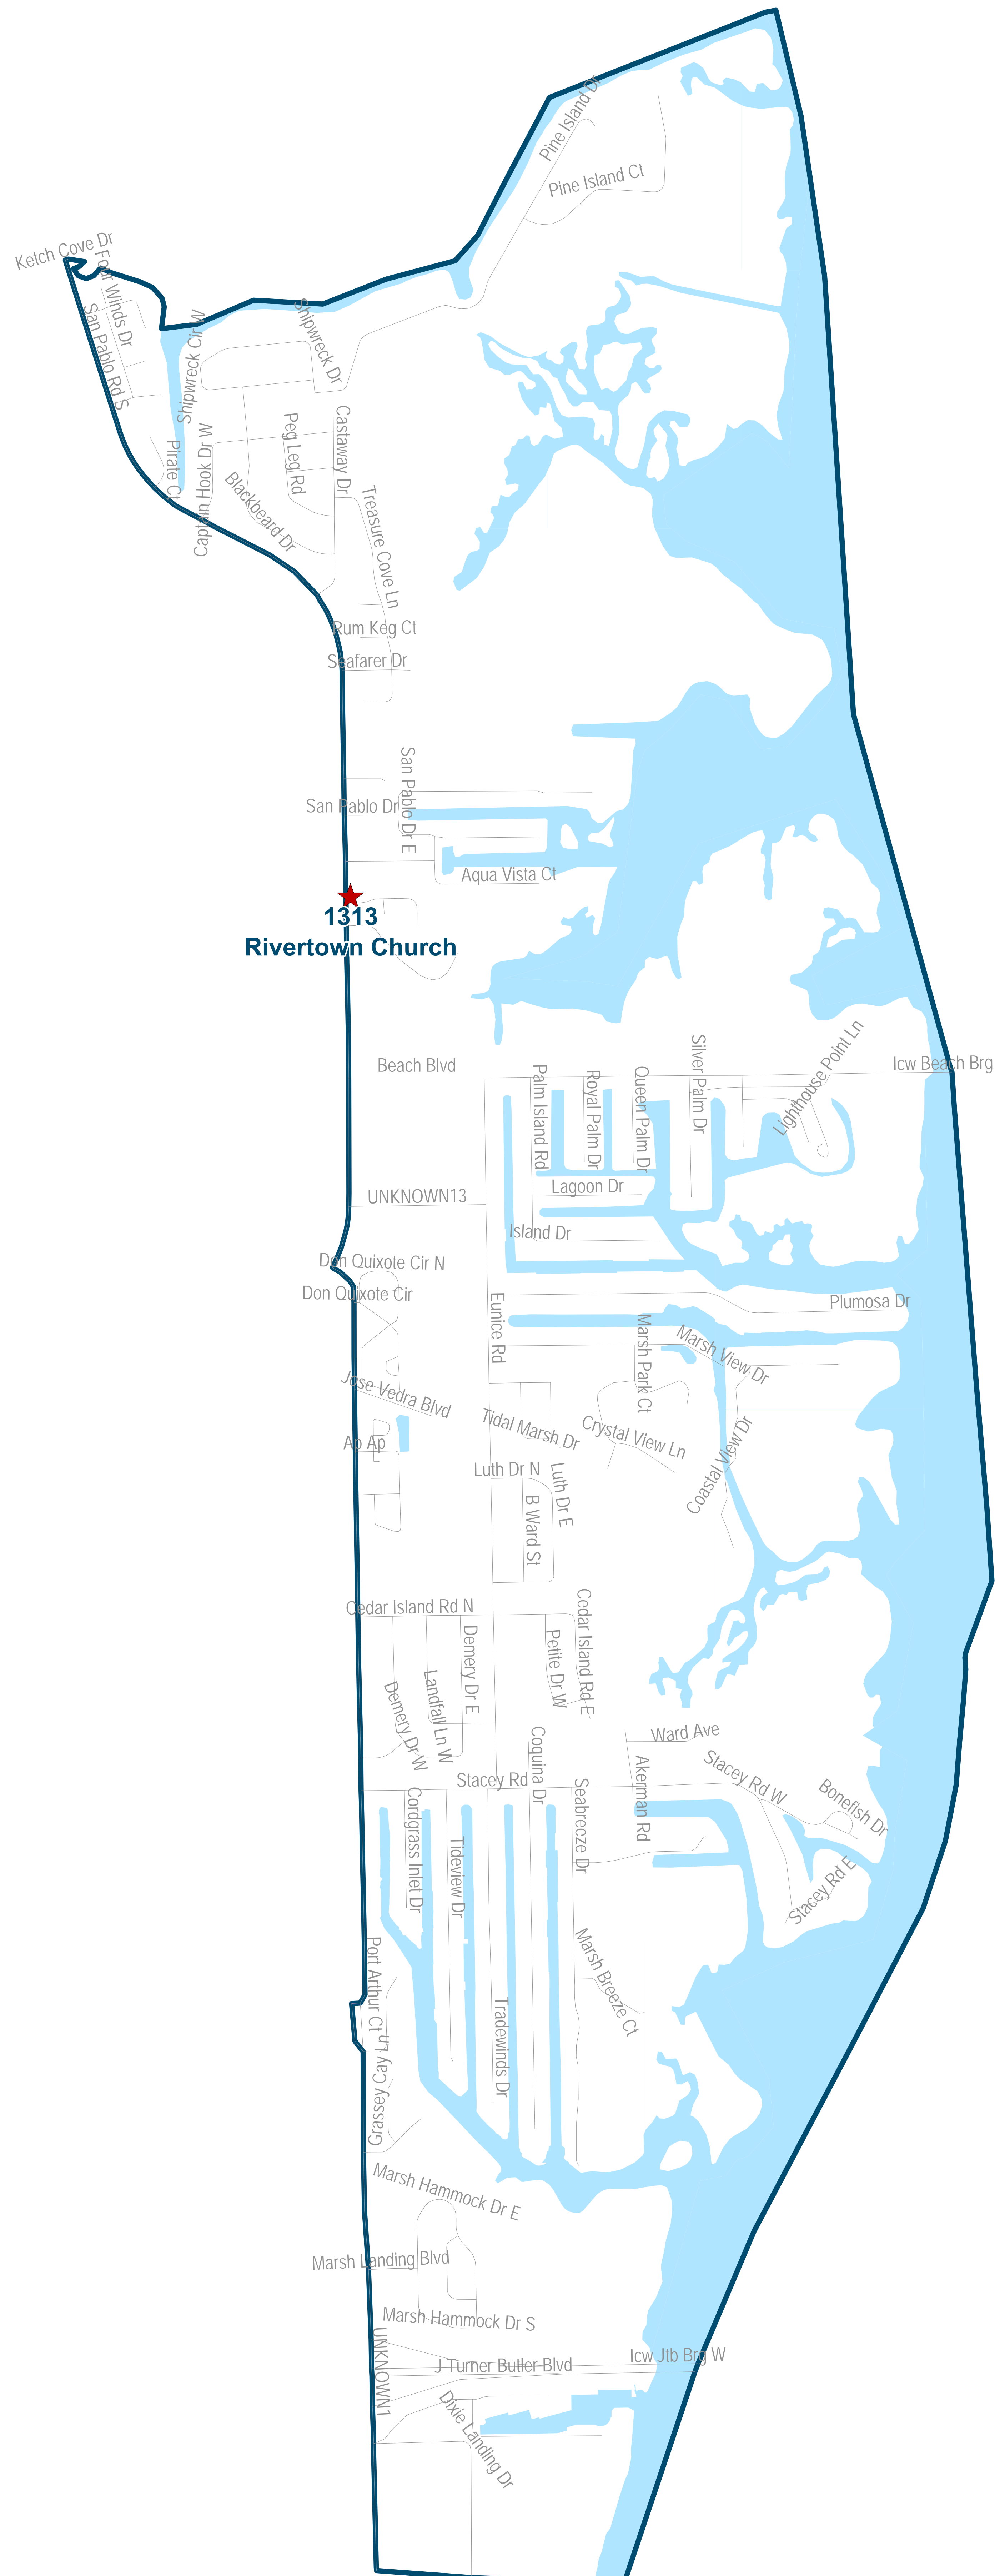 Pine Island Dr
Pine Island Ct
Ketch Cove Dr
Four Winds Dr
San Pablo Rd S
Shipwreck Cir W
Shipwreck Dr
Pirate Ct
Captain Hook Dr W
Blackbeard Dr
Peg Leg Rd
Castaway Dr
Treasure Cove Ln
Rum Keg Ct
Seafarer Dr
San Pablo Dr
San Pablo Dr E
Aqua Vista Ct
1313
Rivertown Church
Beach Blvd
Icw Beach Brg
Palm Island Rd
Royal Palm Dr
Queen Palm Dr
Silver Palm Dr
Lighthouse Point Ln
Lagoon Dr
UNKNOWN13
Island Dr
Don Quixote Cir N
Don Quixote Cir
Eunice Rd
Plumosa Dr
Marsh Park Ct
Marsh View Dr
Jose Vedra Blvd
Tidal Marsh Dr
Crystal View Ln
Coastal View Dr
Ap Ap
Luth Dr N
Luth Dr E
B Ward St
Cedar Island Rd N
Cedar Island Rd E
Demery Dr E
Petite Dr W
Landfall Ln W
Demery Dr W
Ward Ave
Coquina Dr
Stacey Rd
Akerman Rd
Stacey Rd W
Bonefish Dr
Seabreeze Dr
Cordgrass Inlet Dr
Tideview Dr
Stacey Rd E
Port Arthur Ct
Marsh Breeze Ct
Tradewinds Dr
Grassey Cay Ln
Marsh Hammock Dr E
Marsh Landing Blvd
Marsh Hammock Dr S
UNKNOWN1
J Turner Butler Blvd
Icw Jtb Brg W
Dixie Landing Dr